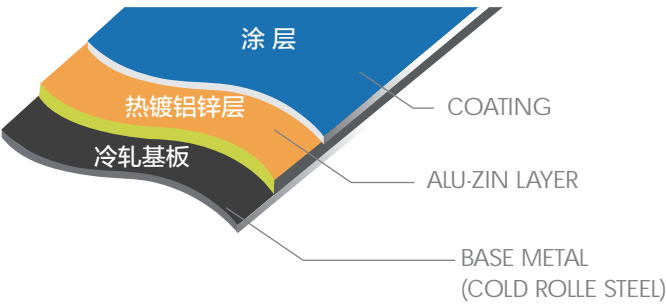 涂层
COATING
热镀铝锌层
ALU-ZIN LAYER
冷轧基板
BASE METAL
(COLD ROLLE STEEL)